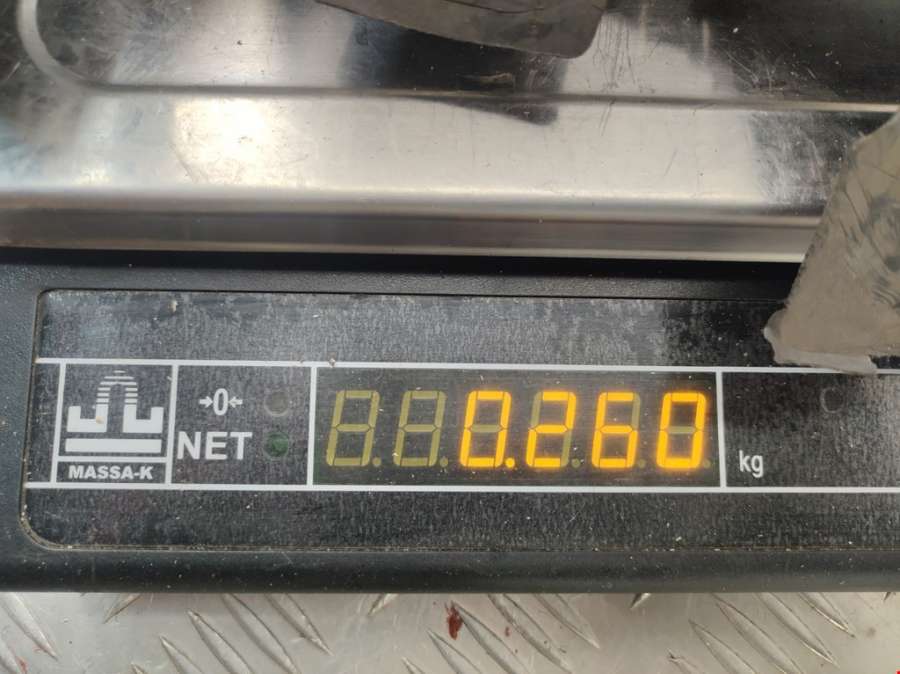 →0←
NET
0.260
kg
MASSA-K